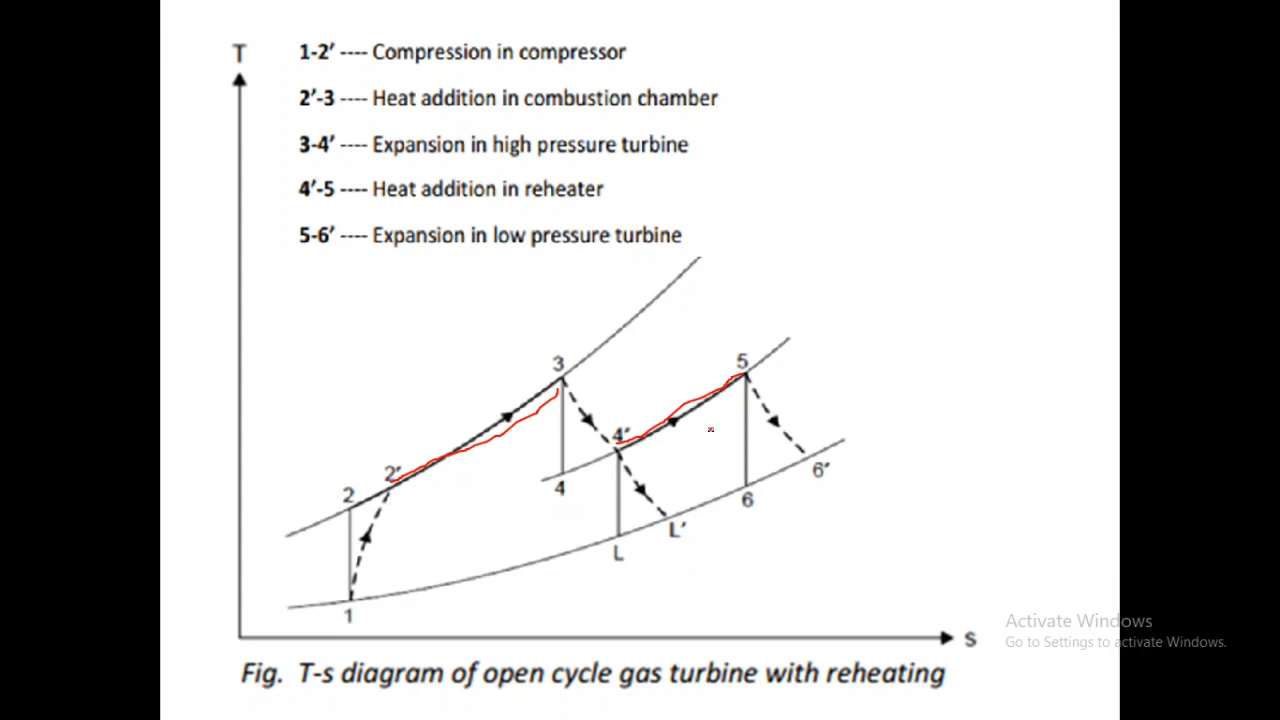 T
1-2′ ---- Compression in compressor
2′-3 ---- Heat addition in combustion chamber
3-4′ ---- Expansion in high pressure turbine
4′-5 ---- Heat addition in reheater
5-6′ ---- Expansion in low pressure turbine
3
5
4′
2′
2
4
6
6′
L′
L
1
S
Activate Windows
Go to Settings to activate Windows.
Fig. T-s diagram of open cycle gas turbine with reheating